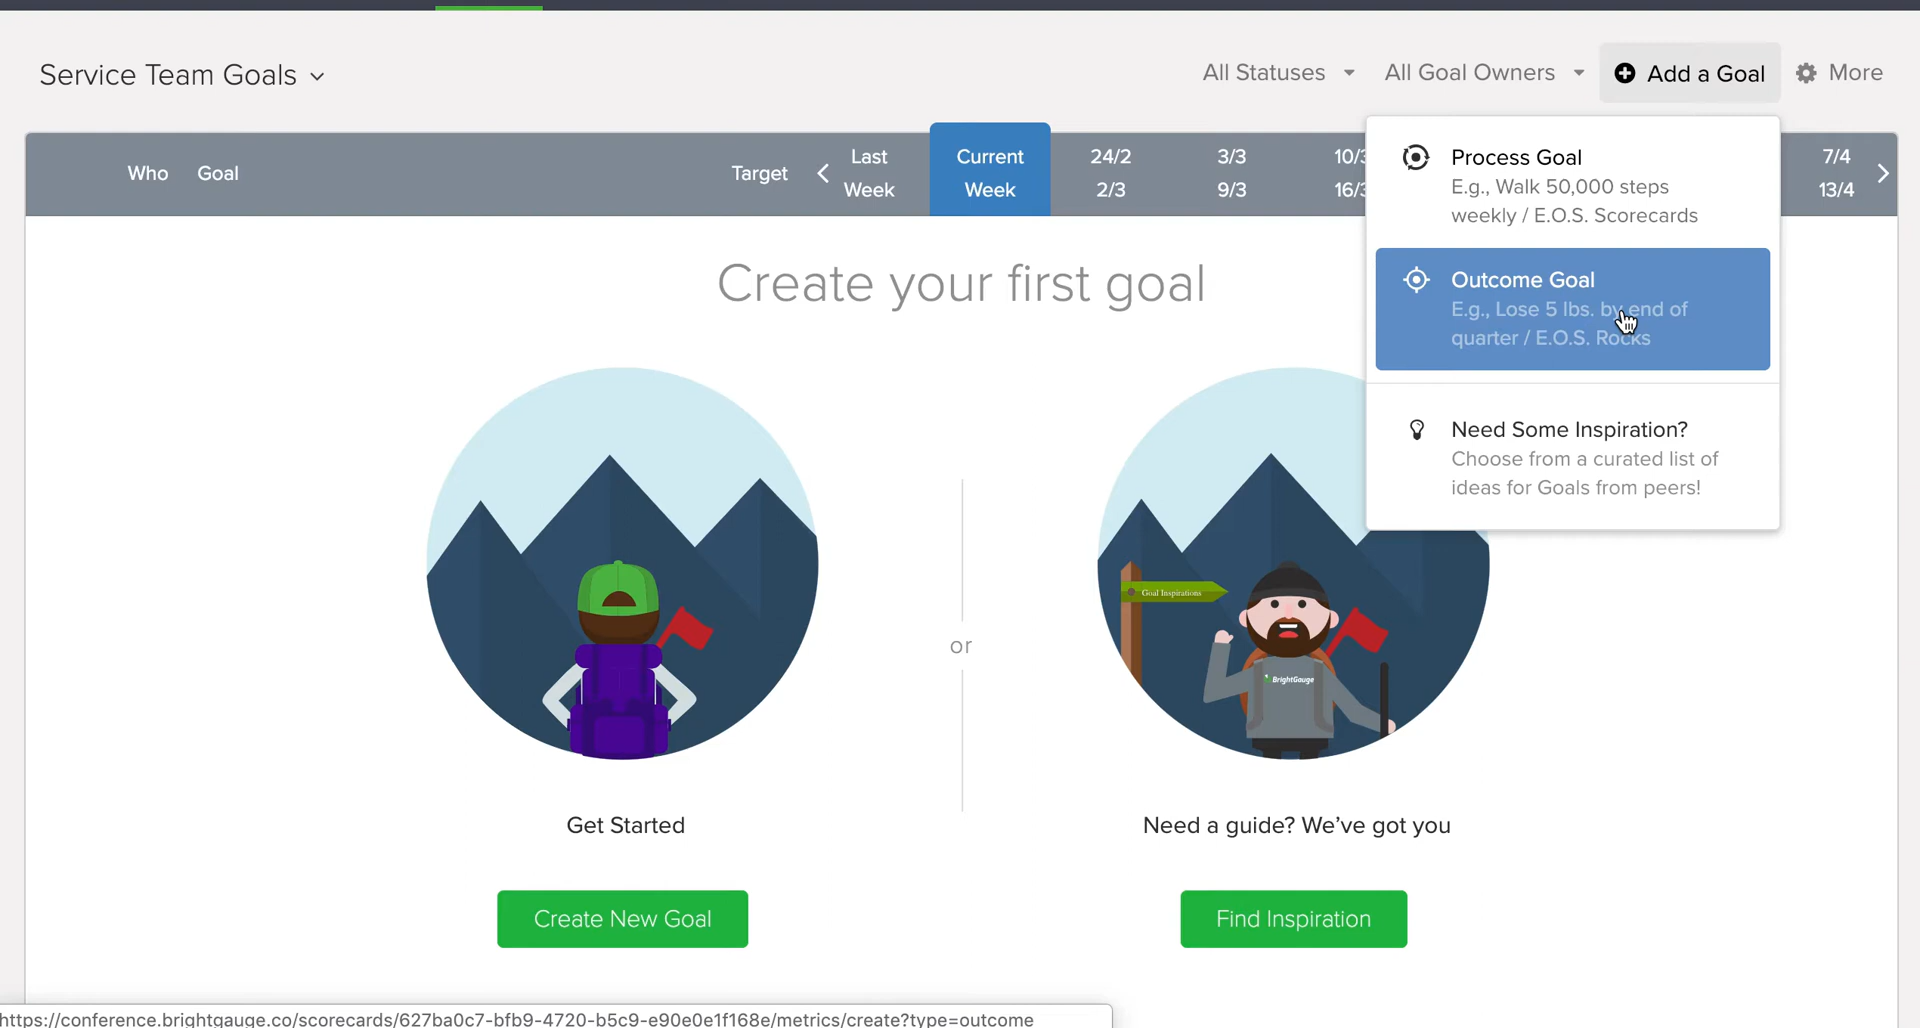 Service Team Goals
All Statuses
All Goal Owners
Add a Goal
More
Who
Goal
Target
Last
Week
Current
Week
24/2
2/3
3/3
9/3
10/3
16/3
7/4
13/4
Process Goal
E.g., Walk 50,000 steps
weekly / E.O.S. Scorecards
Outcome Goal
E.g., Lose 5 lbs. by end of
quarter / E.O.S. Rocks
Need Some Inspiration?
Choose from a curated list of
ideas for Goals from peers!
Create your first goal
Goal Inspirations
BrightGauge
or
Get Started
Need a guide? We've got you
Create New Goal
Find Inspiration
https://conference.brightgauge.co/scorecards/627ba0c7-bfb9-4720-b5c9-e90e0e1f168e/metrics/create?type=outcome